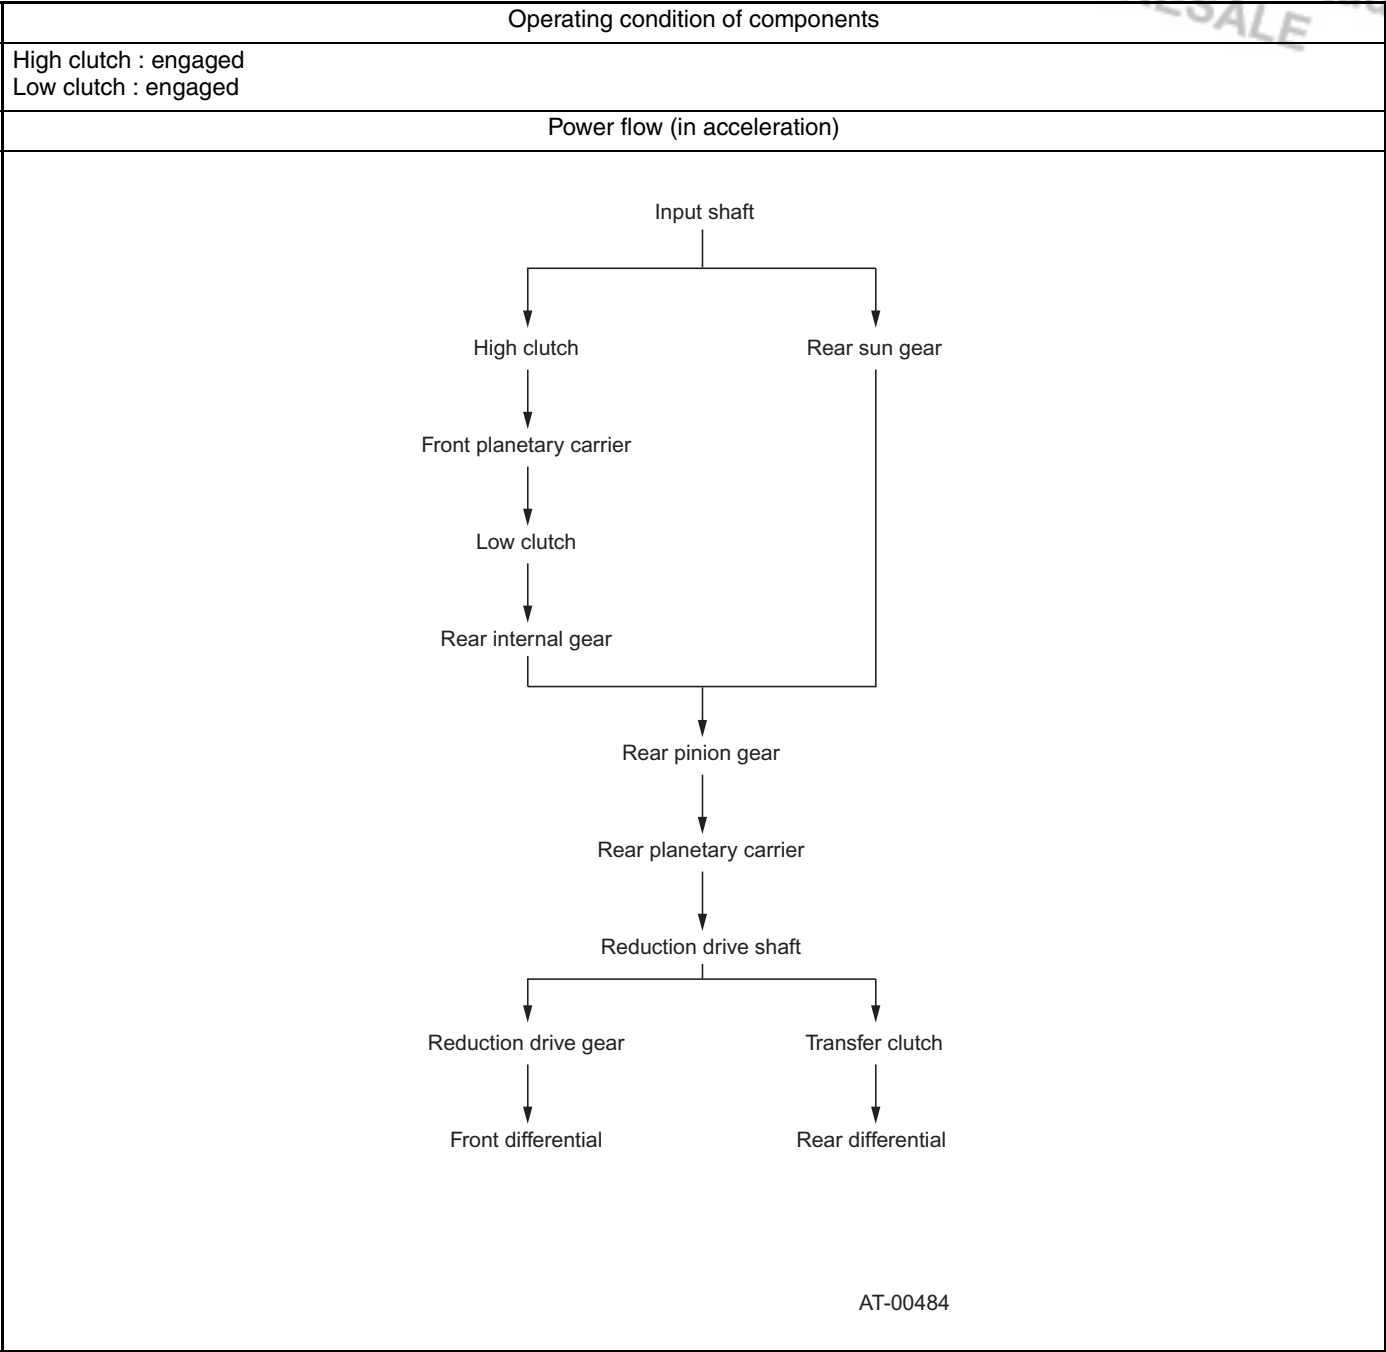 Operating condition of components
High clutch : engaged
Low clutch : engaged
Power flow (in acceleration)
Input shaft
High clutch
Rear sun gear
Front planetary carrier
Low clutch
Rear internal gear
Rear pinion gear
Rear planetary carrier
Reduction drive shaft
Reduction drive gear
Transfer clutch
Front differential
Rear differential
AT-00484